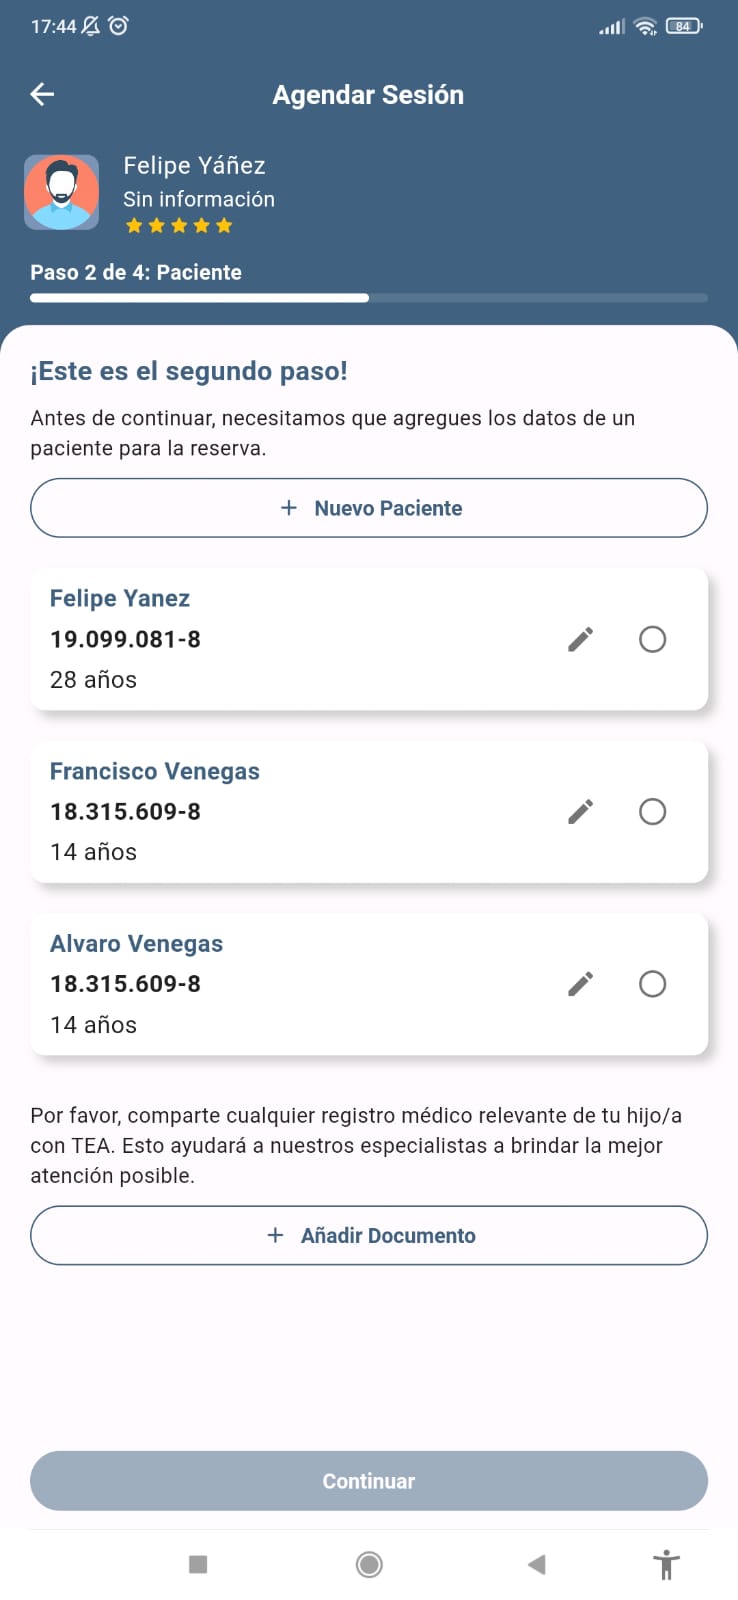 17:44
84
Agendar Sesión
Felipe Yáñez
Sin información
Paso 2 de 4: Paciente
¡Este es el segundo paso!
Antes de continuar, necesitamos que agregues los datos de un
paciente para la reserva.
+ Nuevo Paciente
Felipe Yanez
19.099.081-8
28 años
Francisco Venegas
18.315.609-8
14 años
Alvaro Venegas
18.315.609-8
14 años
Por favor, comparte cualquier registro médico relevante de tu hijo/a
con TEA. Esto ayudará a nuestros especialistas a brindar la mejor
atención posible.
+ Añadir Documento
Continuar